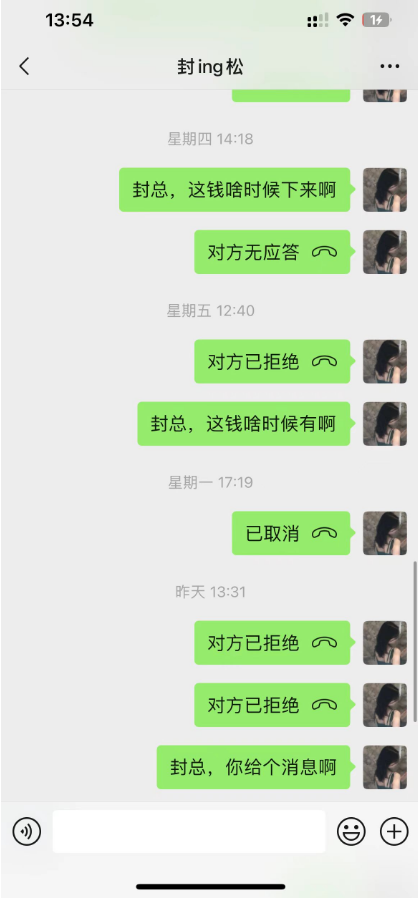 13:54
1
封ing松
星期四 14:18
封总，这钱啥时候下来啊
对方无应答
星期五 12:40
对方已拒绝
封总，这钱啥时候有啊
星期一 17:19
已取消
昨天 13:31
对方已拒绝
对方已拒绝
封总，你给个消息啊